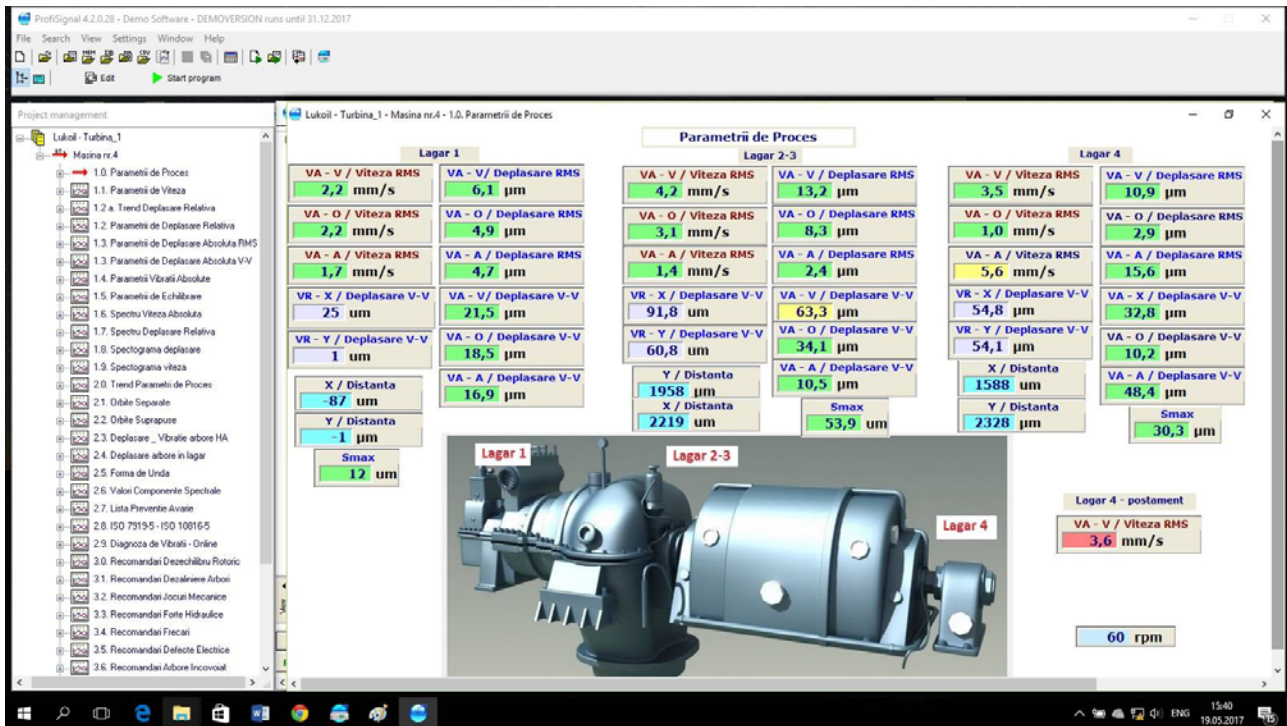 ProfiSignal 4.2.0.28 - Demo Software - DEMOVERSION runs until 31.12.2017
File Search View Settings Window Help
Edit Start program
Project management
Lukoil - Turbina_1
Masina nr.4
1.0. Parametrii de Proces
1.1. Parametrii de Viteza
1.2.a. Trend Deplasare Relativa
1.2. Parametrii de Deplasare Relativa
1.3. Parametrii de Deplasare Absoluta RMS
1.3. Parametrii de Deplasare Absoluta V-V
1.4. Parametrii Vibratii Absolute
1.5. Parametrii de Echilibrare
1.6. Spectru Viteza Absoluta
1.7. Spectru Deplasare Relativa
1.8. Spectograma deplasare
1.9. Spectograma viteza
2.0. Trend Parametri de Proces
2.1. Orbite Separate
2.2. Orbite Suprapuse
2.3. Deplasare _ Vibratie arbore HA
2.4. Deplasare arbore in lagar
2.5. Forma de Unda
2.6. Valori Componente Spectrale
2.7. Lista Preventie Avarie
2.8. ISO 7919-5 - ISO 10816-5
2.9. Diagnoza de Vibratii - Online
3.0. Recomandari Dezechilibru Rotoric
3.1. Recomandari Dezaliniere Arbori
3.2. Recomandari Jocuri Mecanice
3.3. Recomandari Forte Hidraulice
3.4. Recomandari Frecari
3.5. Recomandari Defecte Electrice
3.6. Recomandari Arbore Incovoiat
Lukoil - Turbina_1 - Masina nr.4 - 1.0. Parametrii de Proces
Parametrii de Proces
Lagar 1
VA - V / Viteza RMS
2,2 mm/s
VA - O / Viteza RMS
2,2 mm/s
VA - A / Viteza RMS
1,7 mm/s
VR - X / Deplasare V-V
25 um
VR - Y / Deplasare V-V
1 um
X / Distanta
-87 um
Y / Distanta
-1 µm
Smax
12 um
VA - V/ Deplasare RMS
6,1 µm
VA - O / Deplasare RMS
4,9 µm
VA - A / Deplasare RMS
4,7 µm
VA - V/ Deplasare V-V
21,5 µm
VA - O / Deplasare V-V
18,5 µm
VA - A / Deplasare V-V
16,9 µm
Lagar 2-3
VA - V / Viteza RMS
4,2 mm/s
VA - O / Viteza RMS
3,1 mm/s
VA - A / Viteza RMS
1,4 mm/s
VR - X / Deplasare V-V
91,8 um
VR - Y / Deplasare V-V
60,8 um
Y / Distanta
1958 um
X / Distanta
2219 um
VA - V / Deplasare RMS
13,2 µm
VA - O / Deplasare RMS
8,3 µm
VA - A / Deplasare RMS
2,4 µm
VA - V / Deplasare V-V
63,3 µm
VA - O / Deplasare V-V
34,1 µm
VA - A / Deplasare V-V
10,5 µm
Smax
53,9 um
Lagar 4
VA - V / Viteza RMS
3,5 mm/s
VA - O / Viteza RMS
1,0 mm/s
VA - A / Viteza RMS
5,6 mm/s
VR - X / Deplasare V-V
54,8 um
VR - Y / Deplasare V-V
54,1 µm
X / Distanta
1588 um
Y / Distanta
2328 µm
VA - V / Deplasare RMS
10,9 µm
VA - O / Deplasare RMS
2,9 µm
VA - A / Deplasare RMS
15,6 µm
VA - X / Deplasare V-V
32,8 µm
VA - O / Deplasare V-V
10,2 µm
VA - A / Deplasare V-V
48,4 µm
Smax
30,3 µm
Lagar 1
Lagar 2-3
Lagar 4
Lagar 4 - postament
VA - V / Viteza RMS
3,6 mm/s
60 rpm
ENG
15:40
19.05.2017